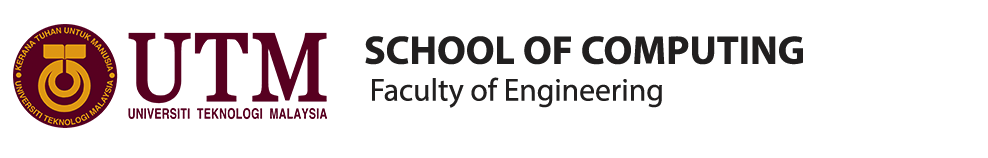 KERANA TUHAN UNTUK MANUSIA
UNIVERSITI TEKNOLOGI MALAYSIA
UTM
UNIVERSITI TEKNOLOGI MALAYSIA
SCHOOL OF COMPUTING
Faculty of Engineering